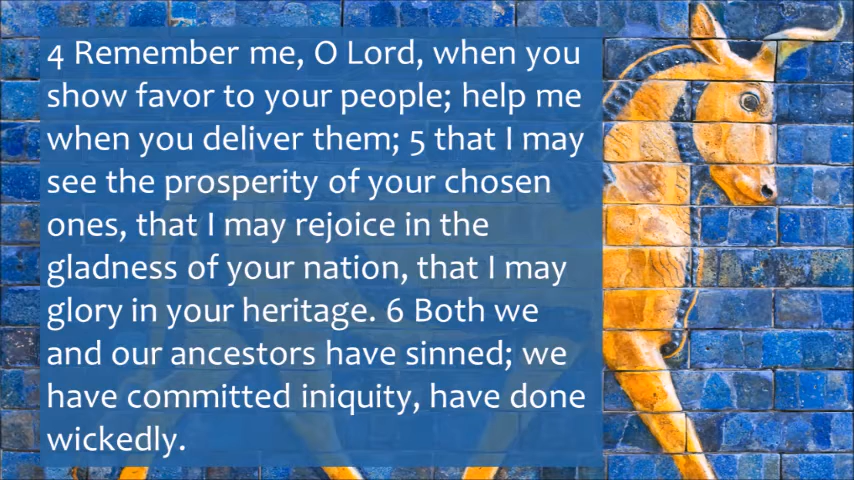 4 Remember me, O Lord, when you
show favor to your people; help me
when you deliver them; 5 that I may
see the prosperity of your chosen
ones, that I may rejoice in the
gladness of your nation, that I may
glory in your heritage. 6 Both we
and our ancestors have sinned; we
have committed iniquity, have done
wickedly.